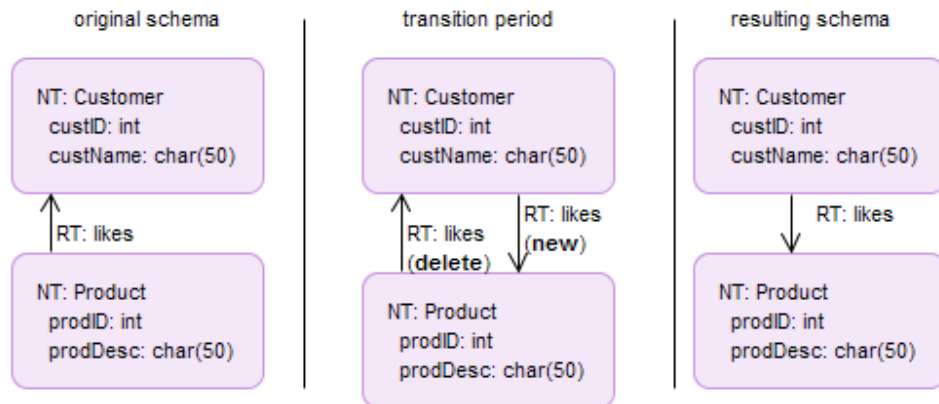 original schema
NT: Customer
custID: int
custName: char(50)
RT: likes
NT: Product
prodID: int
prodDesc: char(50)
transition period
NT: Customer
custID: int
custName: char(50)
RT: likes
(delete)
RT: likes
(new)
NT: Product
prodID: int
prodDesc: char(50)
resulting schema
NT: Customer
custID: int
custName: char(50)
RT: likes
NT: Product
prodID: int
prodDesc: char(50)